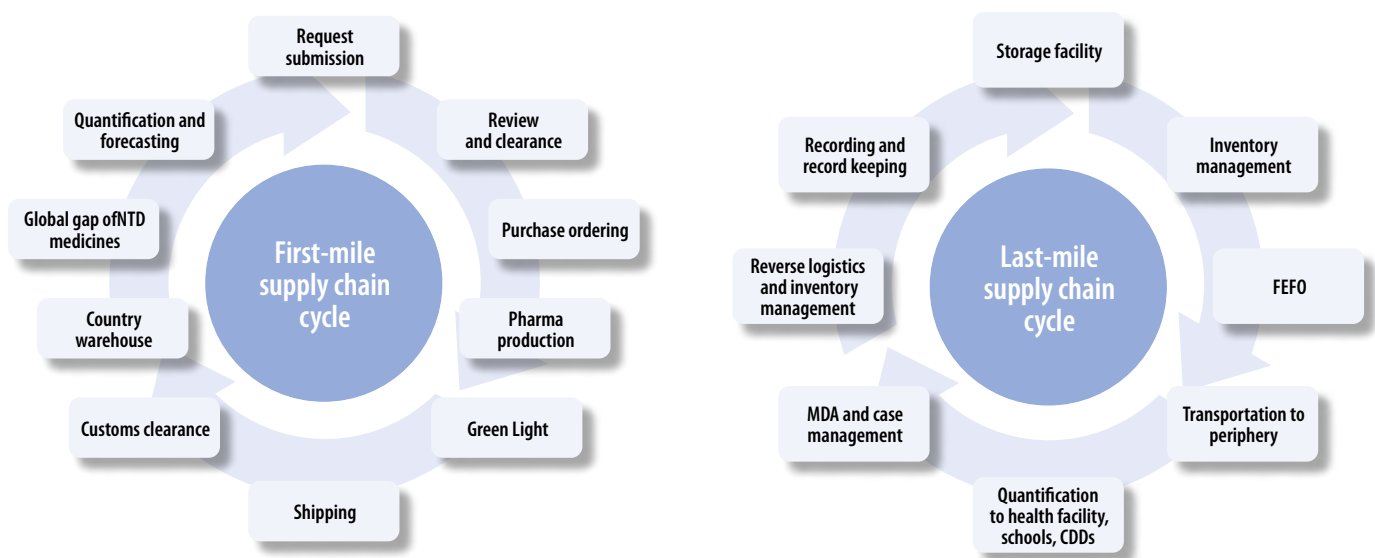 Request
submission
Review
and clearance
Purchase ordering
Pharma
production
Green Light
Shipping
Customs clearance
Country
warehouse
Global gap ofNTD
medicines
Quantification and
forecasting
First-mile
supply chain
cycle
Storage facility
Inventory
management
FEFO
Transportation to
periphery
Quantification
to health facility,
schools, CDDs
MDA and case
management
Reverse logistics
and inventory
management
Recording and
record keeping
Last-mile
supply chain
cycle